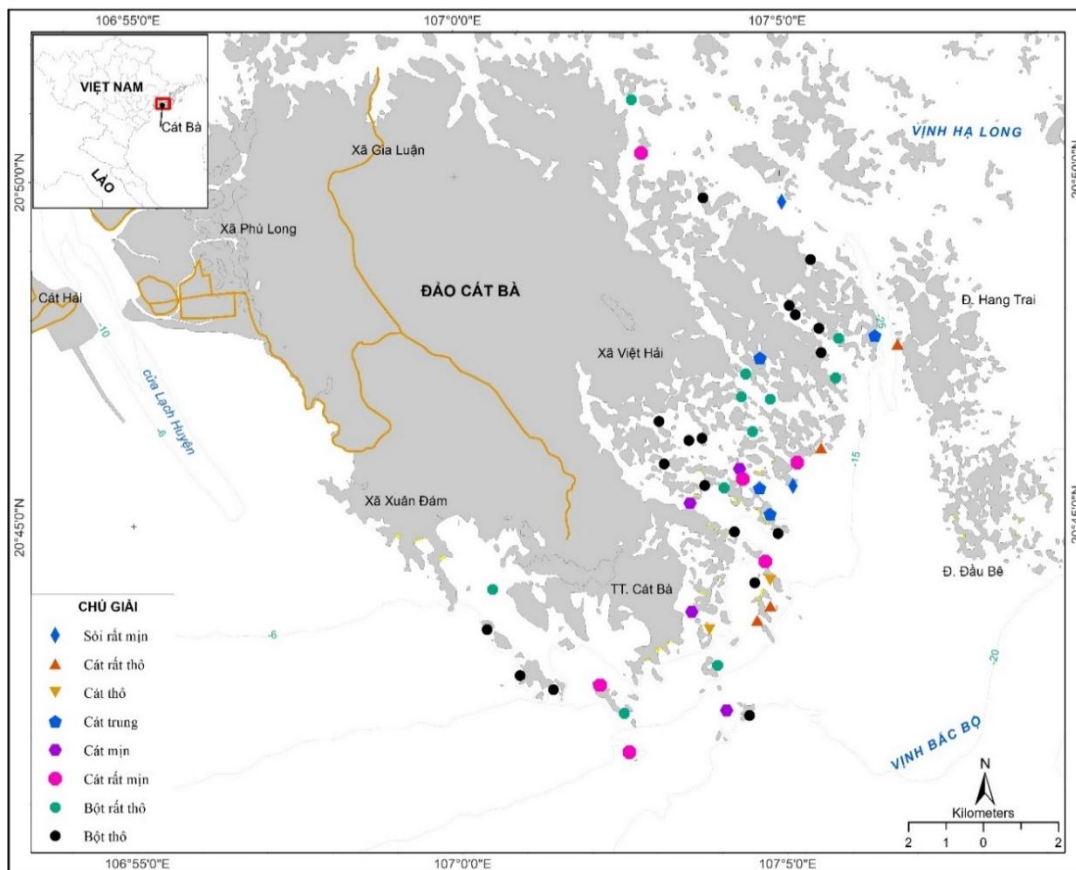 106°55'0"E
107°0'0"E
107°5'0"E
VIỆT NAM
Cát Bà
LÀO
VỊNH HẠ LONG
Xã Gia Luận
20°50'0"N
20°50'0"N
Xã Phù Long
ĐẢO CÁT BÀ
Cát Hải
Đ. Hang Trai
-25
-10
Xã Việt Hải
cửa Lạch Huyện
-6
-15
Xã Xuân Đám
20°45'0"N
20°45'0"N
Đ. Đầu Bê
TT. Cát Bà
CHÚ GIẢI
-6
Sỏi rất mịn
-20
Cát rất thô
Cát thô
Cát trung
VỊNH BẮC BỘ
Cát mịn
Cát rất mịn
N
Kilometers
Bột rất thô
2 1 0 2
Bột thô
106°55'0"E
107°0'0"E
107°5'0"E